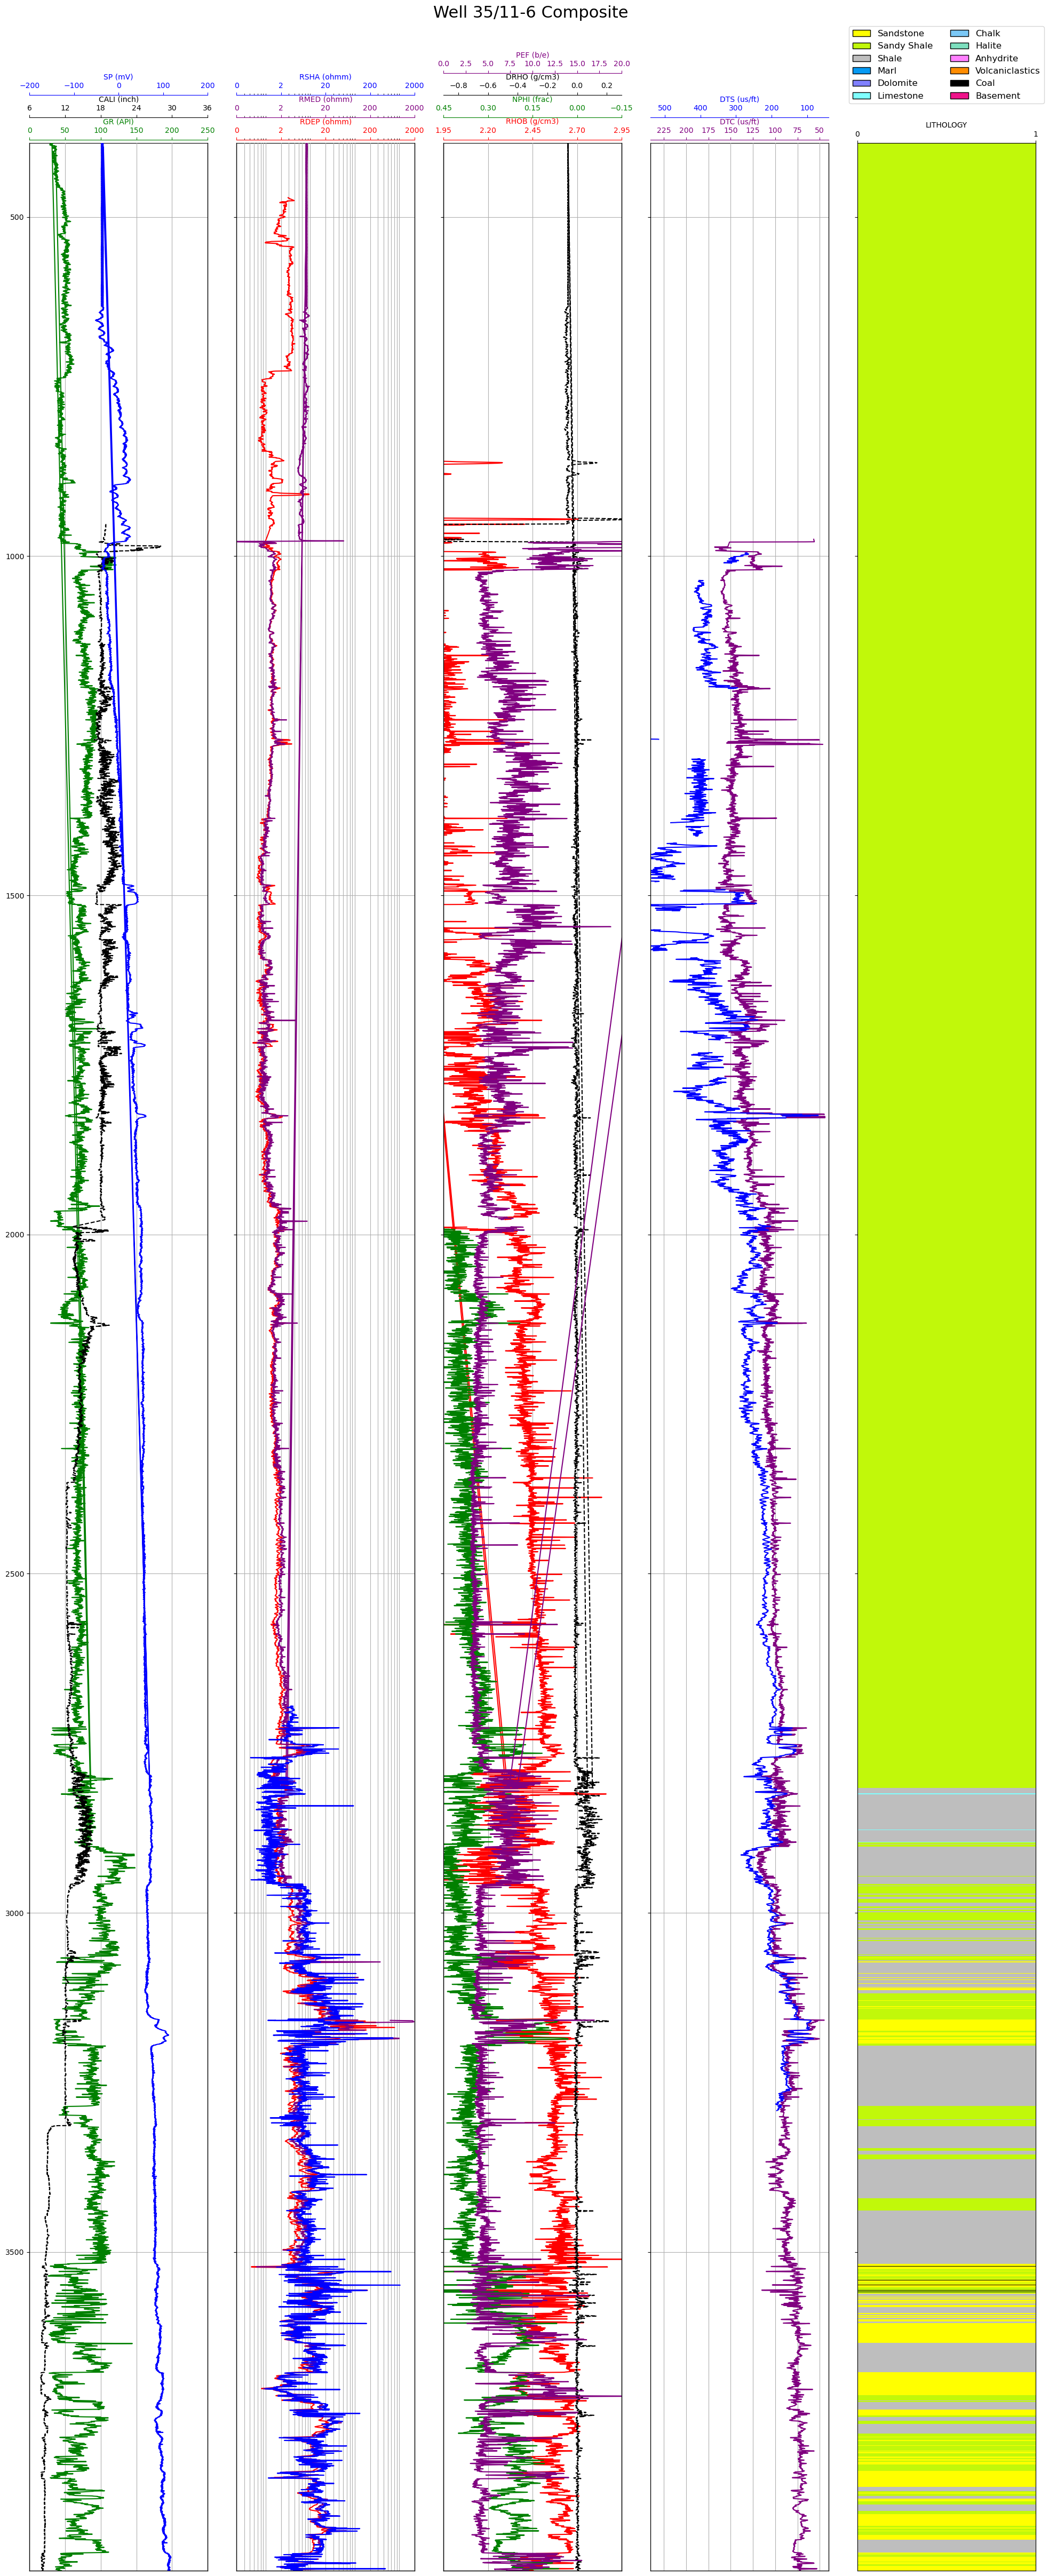 Well 35/11-6 Composite
Sandstone Chalk
Sandy Shale Halite
Shale Anhydrite
Marl Volcaniclastics
Dolomite Coal
Limestone Basement
PEF (b/e)
0.0 2.5 5.0 7.5 10.0 12.5 15.0 17.5 20.0
SP (mV) RSHA (ohmm) DRHO (g/cm3)
−200 −100 0 100 200 0 2 20 200 2000 −0.8 −0.6 −0.4 −0.2 0.0 0.2
CALI (inch) RMED (ohmm) NPHI (frac) DTS (us/ft)
6 12 18 24 30 36 0 2 20 200 2000 0.45 0.30 0.15 0.00 −0.15 500 400 300 200 100
GR (API) RDEP (ohmm) RHOB (g/cm3) DTC (us/ft) LITHOLOGY
0 50 100 150 200 250 0 2 20 200 2000 1.95 2.20 2.45 2.70 2.95 225 200 175 150 125 100 75 50 0 1
500
1000
1500
2000
2500
3000
3500